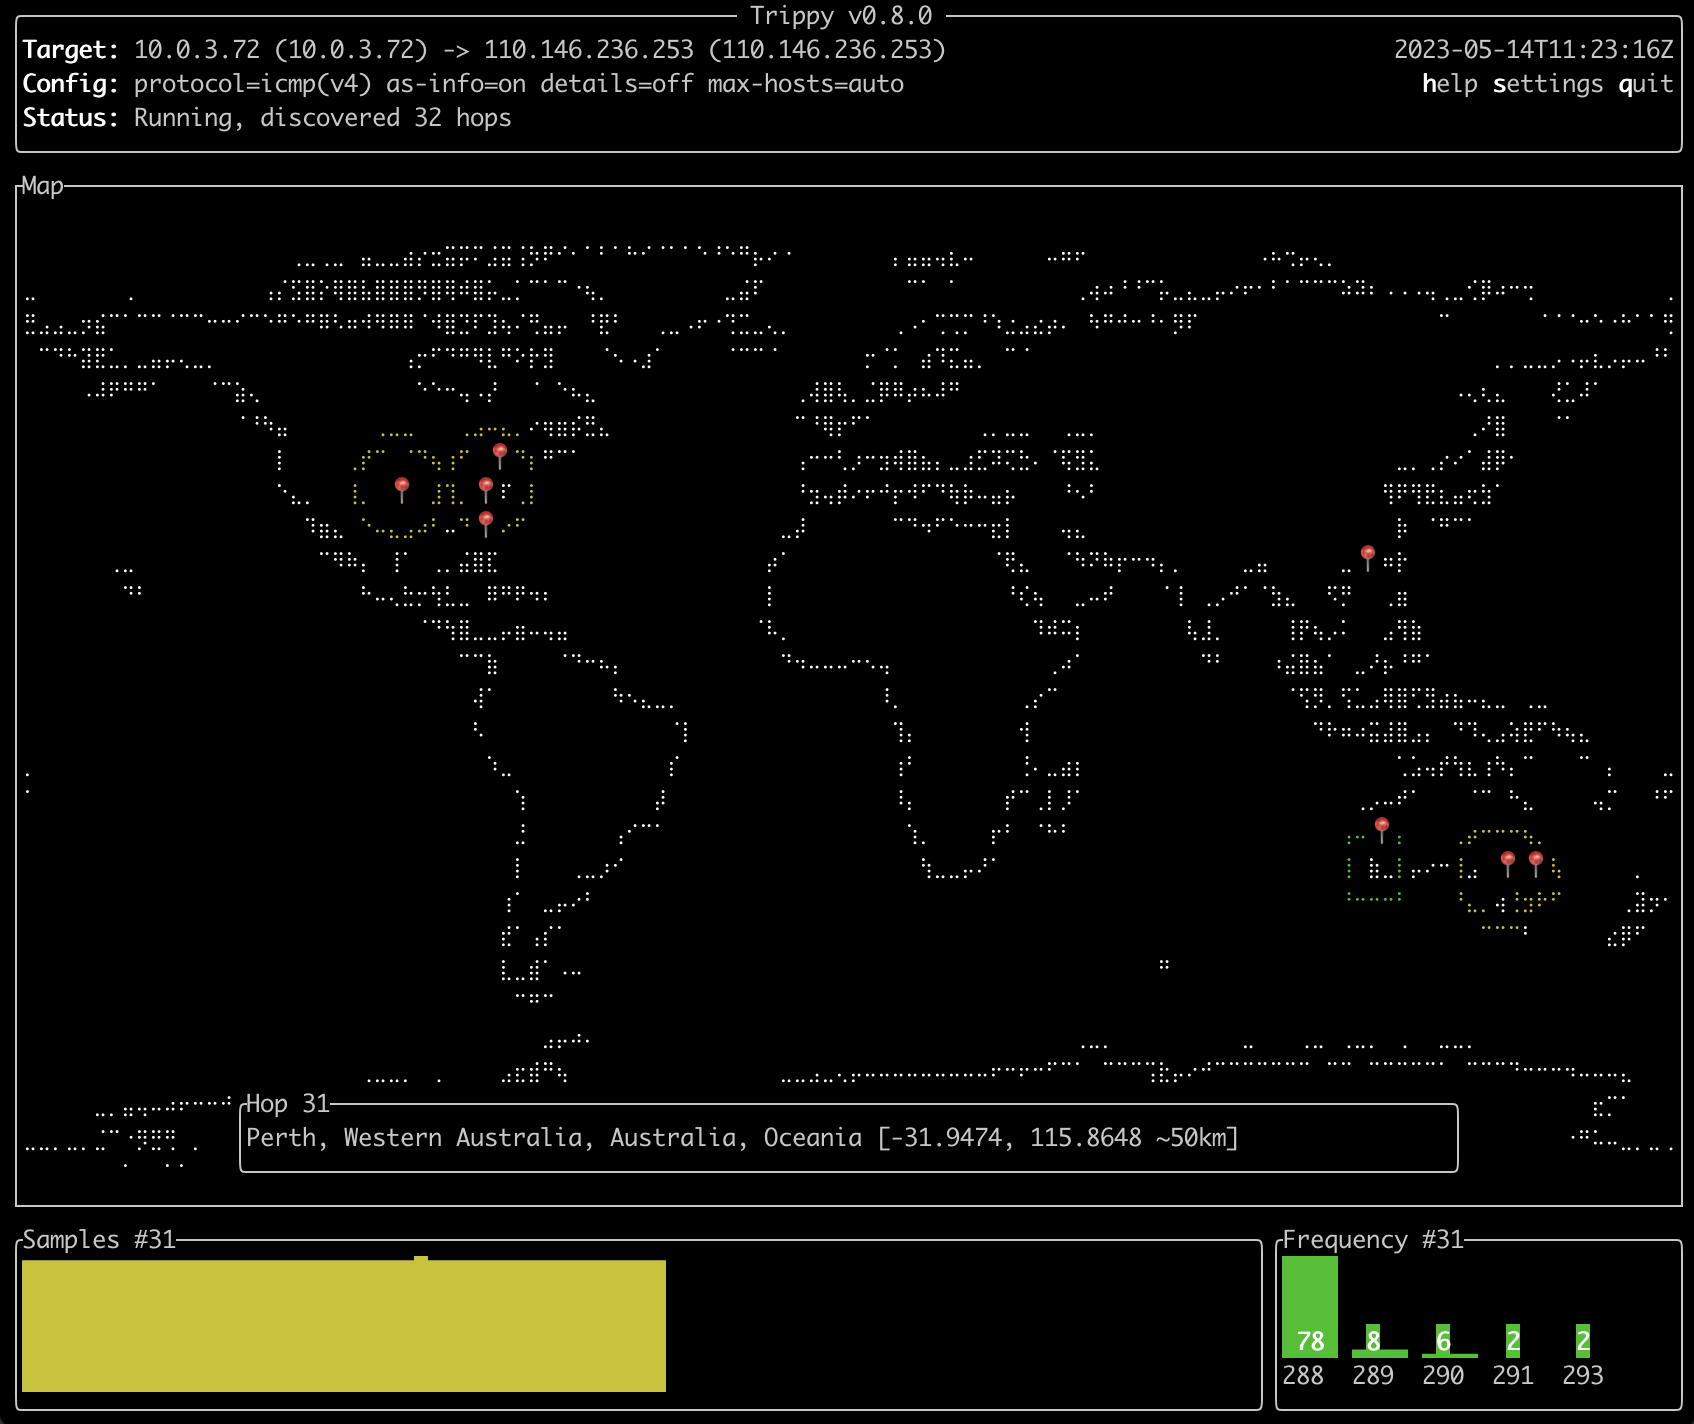 Trippy v0.8.0
Target: 10.0.3.72 (10.0.3.72) -> 110.146.236.253 (110.146.236.253) 2023-05-14T11:23:16Z
Config: protocol=icmp(v4) as-info=on details=off max-hosts=auto help settings quit
Status: Running, discovered 32 hops
Map
Hop 31
Perth, Western Australia, Australia, Oceania [-31.9474, 115.8648 ~50km]
Samples #31 Frequency #31
78 8 6 2 2
288 289 290 291 293